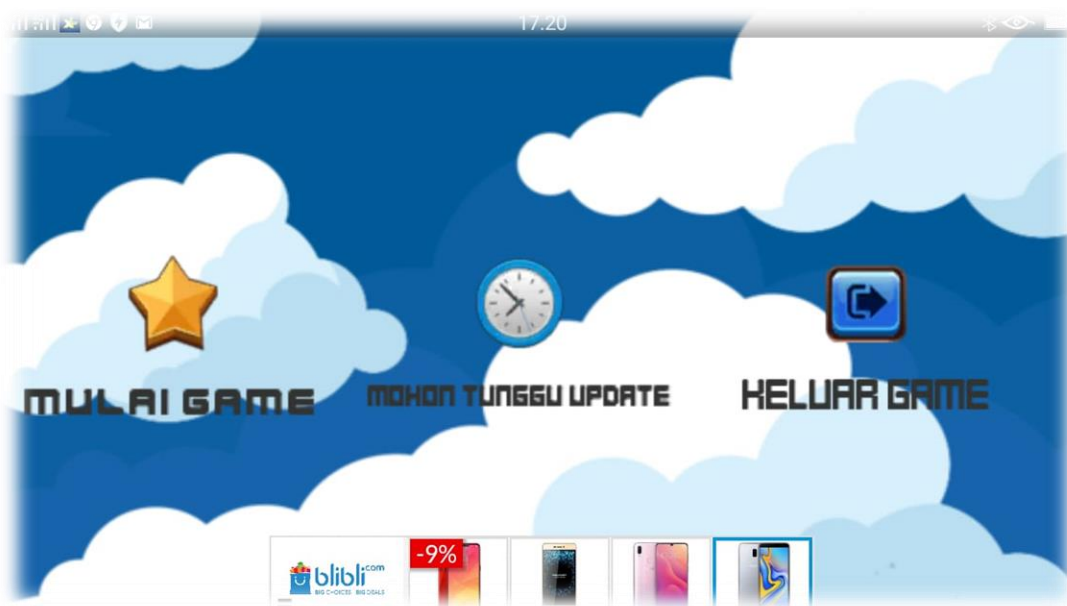 17.20
MULAI GAME
MOHON TUNGGU UPDATE
KELUAR GAME
-9%
blibli.com
BIG CHOICES BIG DEALS